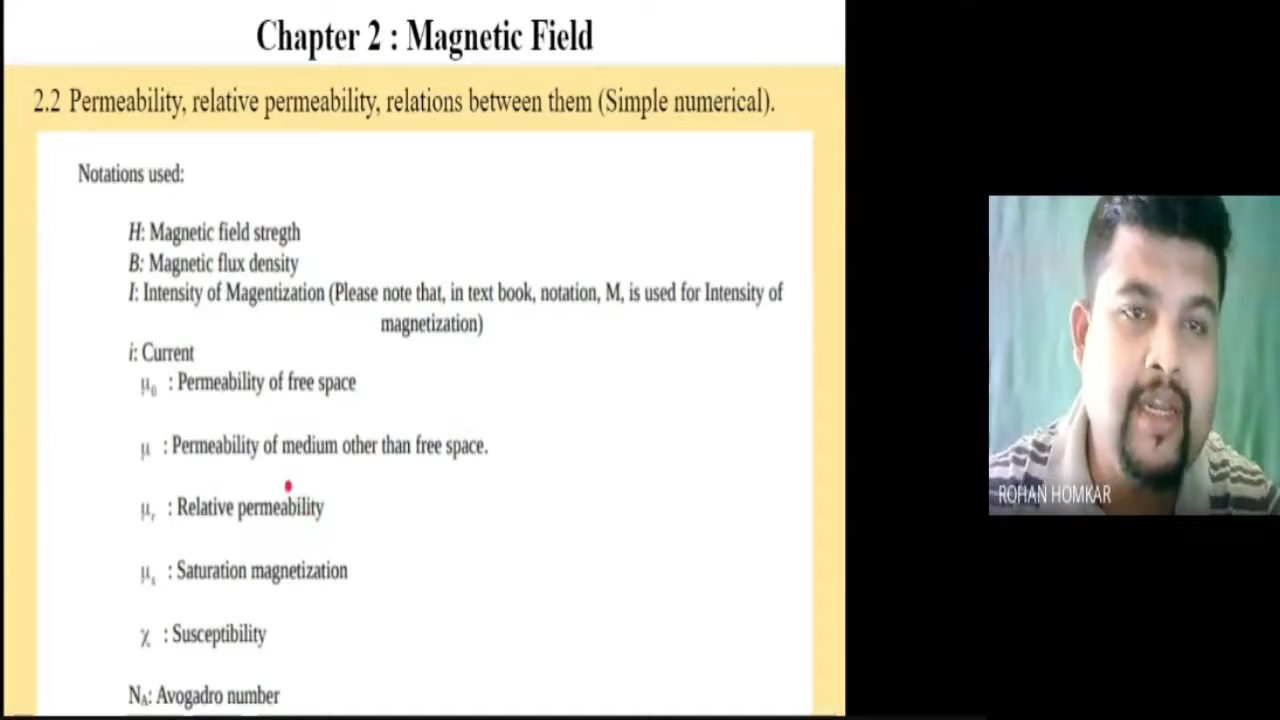 Chapter 2 : Magnetic Field
2.2 Permeability, relative permeability, relations between them (Simple numerical).
Notations used:
H: Magnetic field stregth
B: Magnetic flux density
I: Intensity of Magentization (Please note that, in text book, notation, M, is used for Intensity of
magnetization)
i: Current
μ₀ : Permeability of free space
μ : Permeability of medium other than free space.
μᵣ : Relative permeability
μₛ : Saturation magnetization
χ : Susceptibility
N_A: Avogadro number
ROHAN HOMKAR